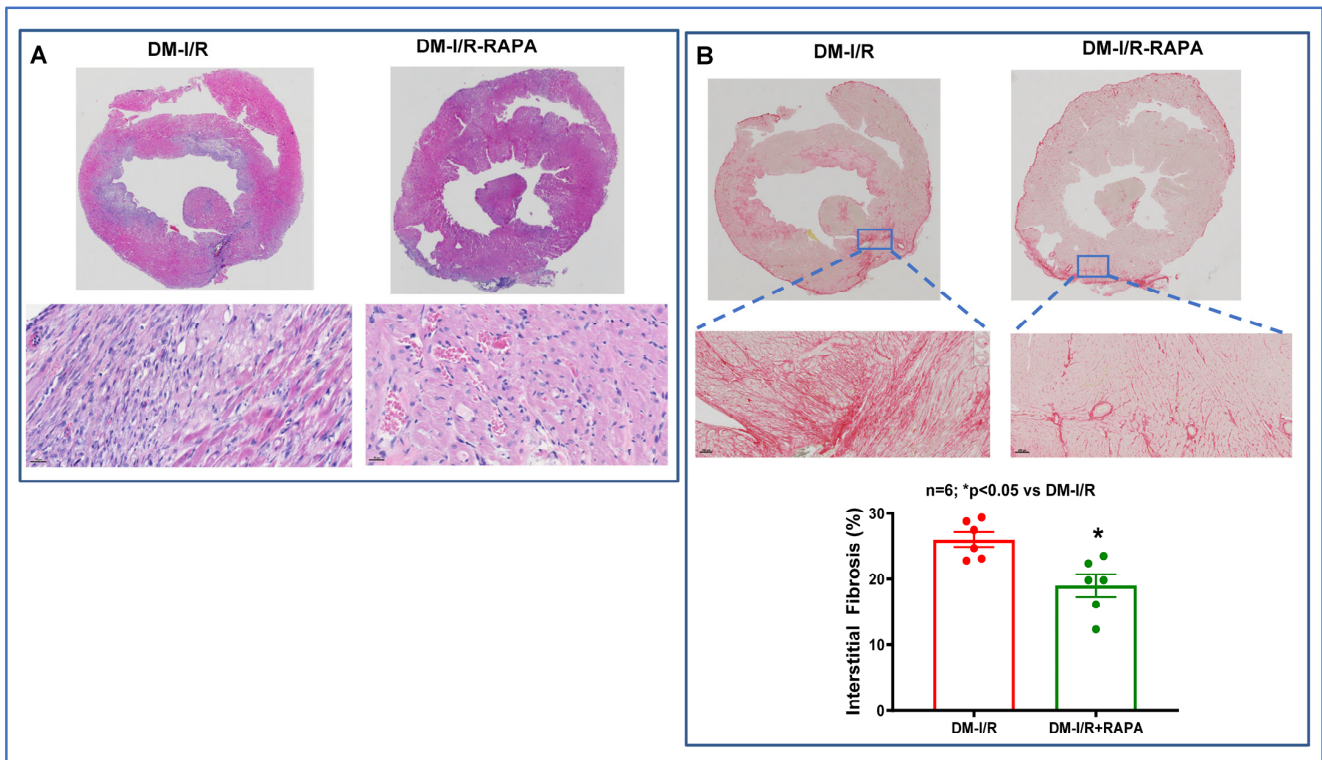 A
DM-I/R
DM-I/R-RAPA
B
DM-I/R
DM-I/R-RAPA
n=6; *p<0.05 vs DM-I/R
Interstitial Fibrosis (%)
30
20
10
0
*
DM-I/R
DM-I/R+RAPA